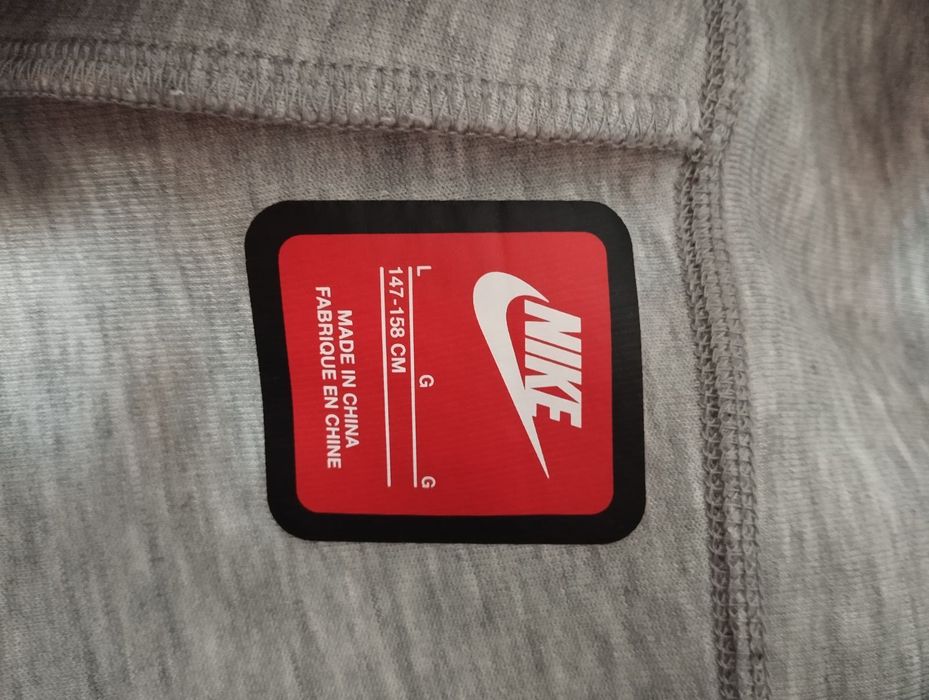 NIKE
L G G
147-158 CM
MADE IN CHINA
FABRIQUE EN CHINE